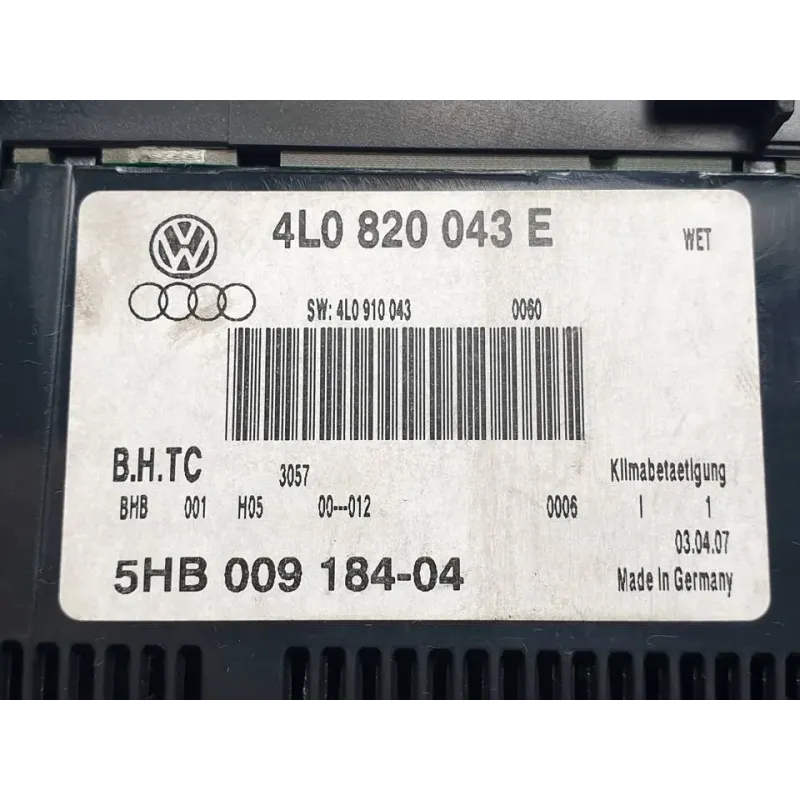 4L0 820 043 E
WET
SW: 4L0 910 043 0060
B.H.TC 3057 Klimabetaetigung
BHB 001 H05 00---012 0006 I 1
03.04.07
5HB 009 184-04 Made in Germany